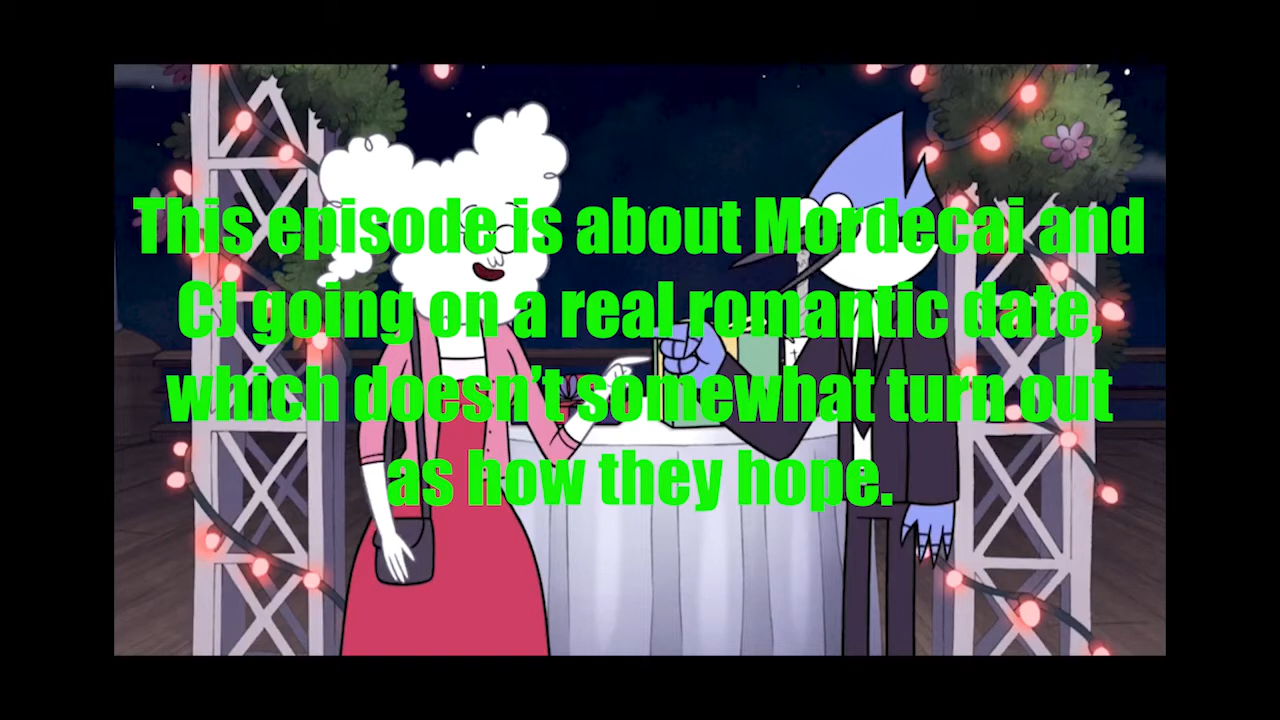 This episode is about Mordecai and
CJ going on a real romantic date,
which doesn't somewhat turn out
as how they hope.